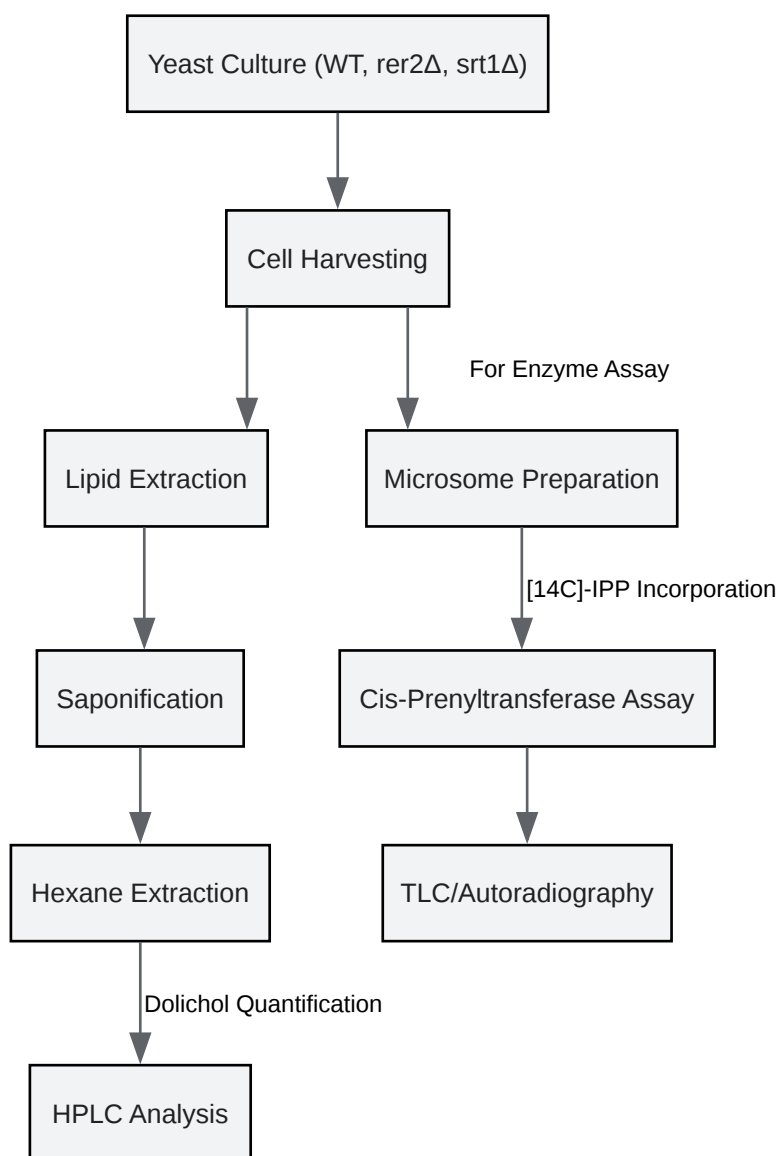 Yeast Culture (WT, rer2Δ, srt1Δ)
Cell Harvesting
For Enzyme Assay
Lipid Extraction
Microsome Preparation
[14C]-IPP Incorporation
Saponification
Cis-Prenyltransferase Assay
Hexane Extraction
TLC/Autoradiography
Dolichol Quantification
HPLC Analysis